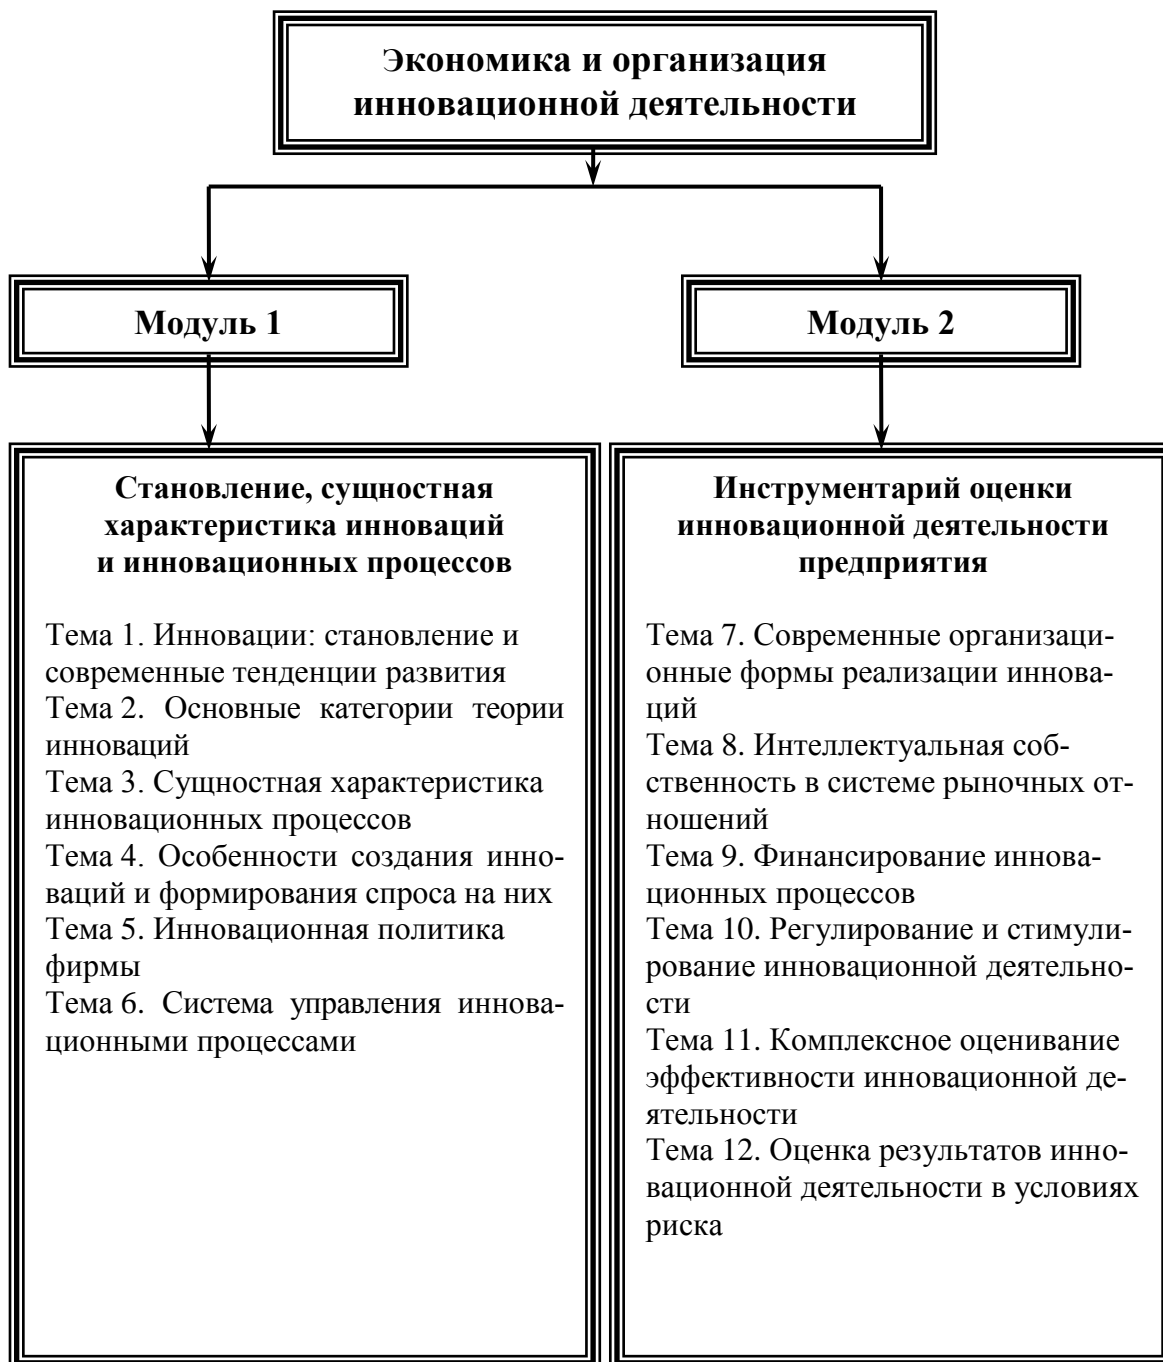 Экономика и организация
инновационной деятельности
Модуль 1
Модуль 2
Становление, сущностная
характеристика инноваций
и инновационных процессов
Тема 1. Инновации: становление и
современные тенденции развития
Тема 2. Основные категории теории
инноваций
Тема 3. Сущностная характеристика
инновационных процессов
Тема 4. Особенности создания инно-
ваций и формирования спроса на них
Тема 5. Инновационная политика
фирмы
Тема 6. Система управления иннова-
ционными процессами
Инструментарий оценки
инновационной деятельности
предприятия
Тема 7. Современные организаци-
онные формы реализации иннова-
ций
Тема 8. Интеллектуальная соб-
ственность в системе рыночных от-
ношений
Тема 9. Финансирование иннова-
ционных процессов
Тема 10. Регулирование и стимули-
рование инновационной деятельно-
сти
Тема 11. Комплексное оценивание
эффективности инновационной де-
ятельности
Тема 12. Оценка результатов инно-
вационной деятельности в условиях
риска